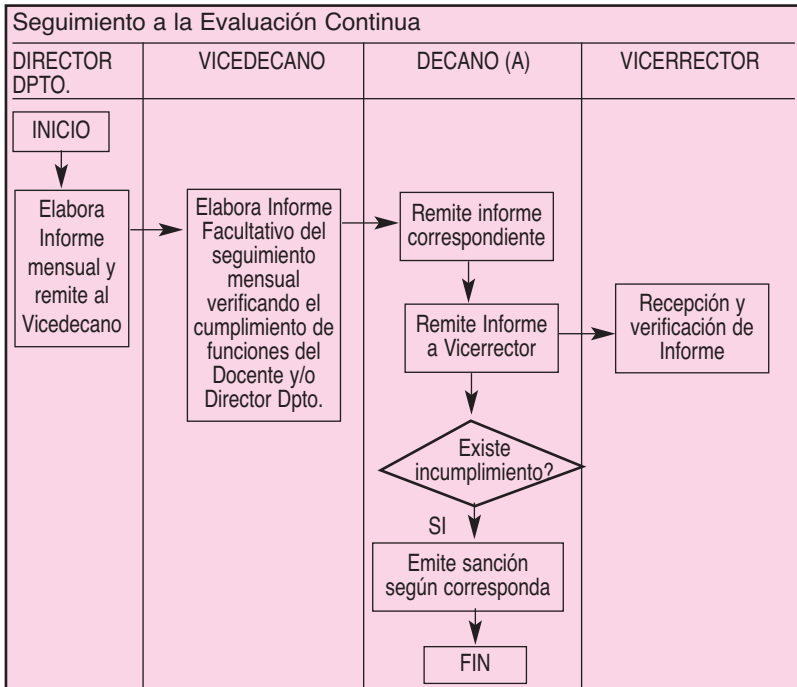 Seguimiento a la Evaluación Continua
DIRECTOR
DPTO.
VICEDECANO
DECANO (A)
VICERRECTOR
INICIO
Elabora
Informe
mensual y
remite al
Vicedecano
Elabora Informe
Facultativo del
seguimiento
mensual
verificando el
cumplimiento de
funciones del
Docente y/o
Director Dpto.
Remite informe
correspondiente
Remite Informe
a Vicerrector
Recepción y
verificación de
Informe
Existe
incumplimiento?
SI
Emite sanción
según corresponda
FIN